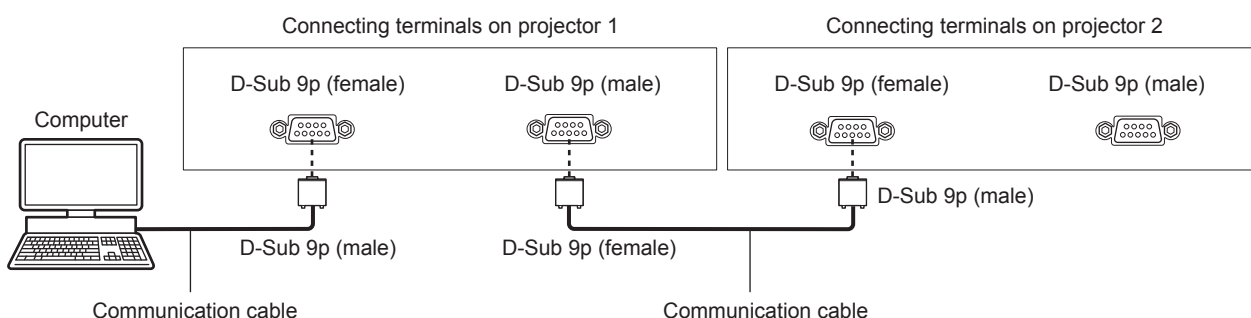 Connecting terminals on projector 1
Connecting terminals on projector 2
D-Sub 9p (female)
D-Sub 9p (male)
D-Sub 9p (female)
D-Sub 9p (male)
Computer
D-Sub 9p (male)
D-Sub 9p (male)
D-Sub 9p (female)
Communication cable
Communication cable